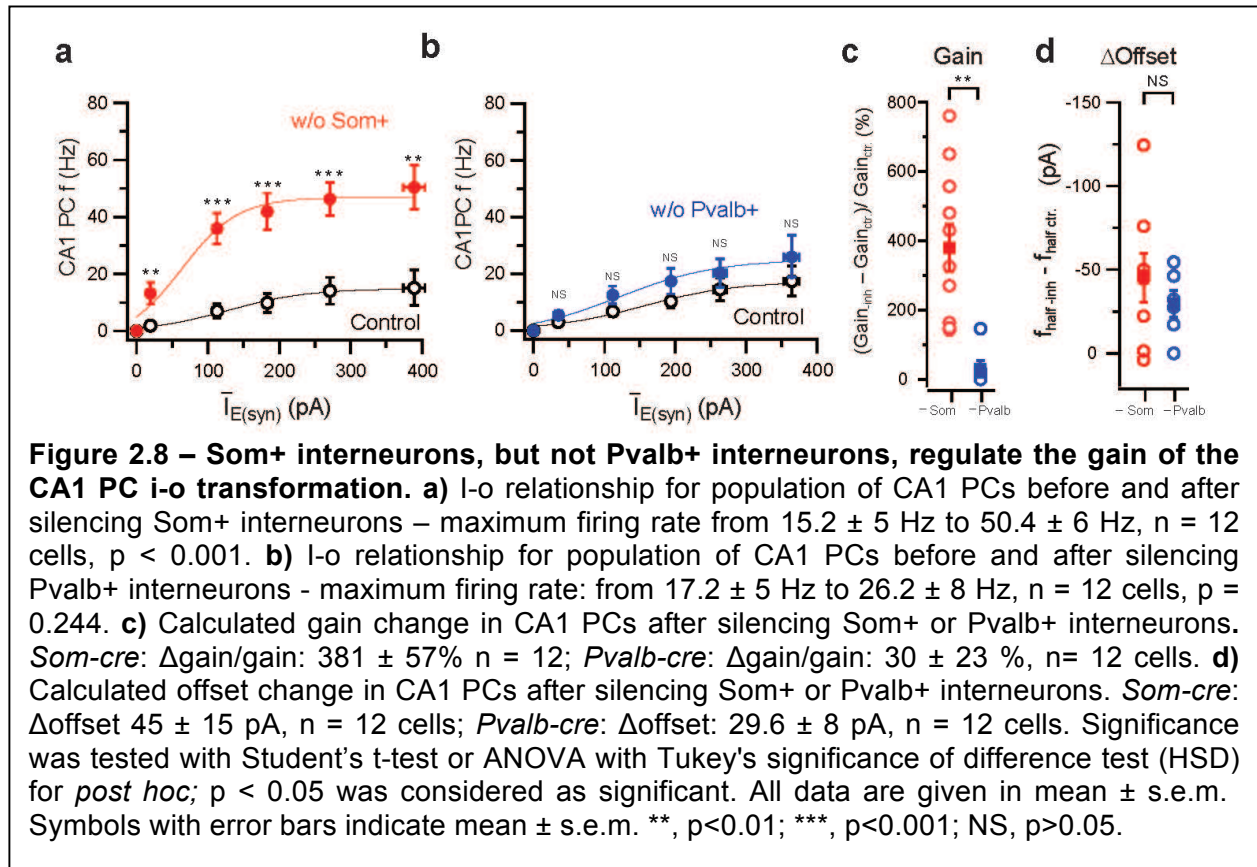 a
b
c
d
Gain
ΔOffset
**
NS
80
60
40
20
0
CA1 PC f (Hz)
w/o Som+
**
***
***
***
**
Control
0
100
200
300
400
I̅E(syn) (pA)
80
60
40
20
0
CA1PC f (Hz)
w/o Pvalb+
NS
NS
NS
NS
NS
Control
0
100
200
300
400
I̅E(syn) (pA)
800
600
400
200
0
(Gain-inh – Gainctr.)/ Gainctr. (%)
– Som
–Pvalb
-150
-100
-50
0
fhalf -inh - fhalf ctr. (pA)
– Som
–Pvalb
Figure 2.8 – Som+ interneurons, but not Pvalb+ interneurons, regulate the gain of the
CA1 PC i-o transformation. a) I-o relationship for population of CA1 PCs before and after
silencing Som+ interneurons – maximum firing rate from 15.2 ± 5 Hz to 50.4 ± 6 Hz, n = 12
cells, p < 0.001. b) I-o relationship for population of CA1 PCs before and after silencing
Pvalb+ interneurons - maximum firing rate: from 17.2 ± 5 Hz to 26.2 ± 8 Hz, n = 12 cells, p =
0.244. c) Calculated gain change in CA1 PCs after silencing Som+ or Pvalb+ interneurons.
Som-cre: Δgain/gain: 381 ± 57% n = 12; Pvalb-cre: Δgain/gain: 30 ± 23 %, n= 12 cells. d)
Calculated offset change in CA1 PCs after silencing Som+ or Pvalb+ interneurons. Som-cre:
Δoffset 45 ± 15 pA, n = 12 cells; Pvalb-cre: Δoffset: 29.6 ± 8 pA, n = 12 cells. Significance
was tested with Student’s t-test or ANOVA with Tukey's significance of difference test (HSD)
for post hoc; p < 0.05 was considered as significant. All data are given in mean ± s.e.m.
Symbols with error bars indicate mean ± s.e.m. **, p<0.01; ***, p<0.001; NS, p>0.05.